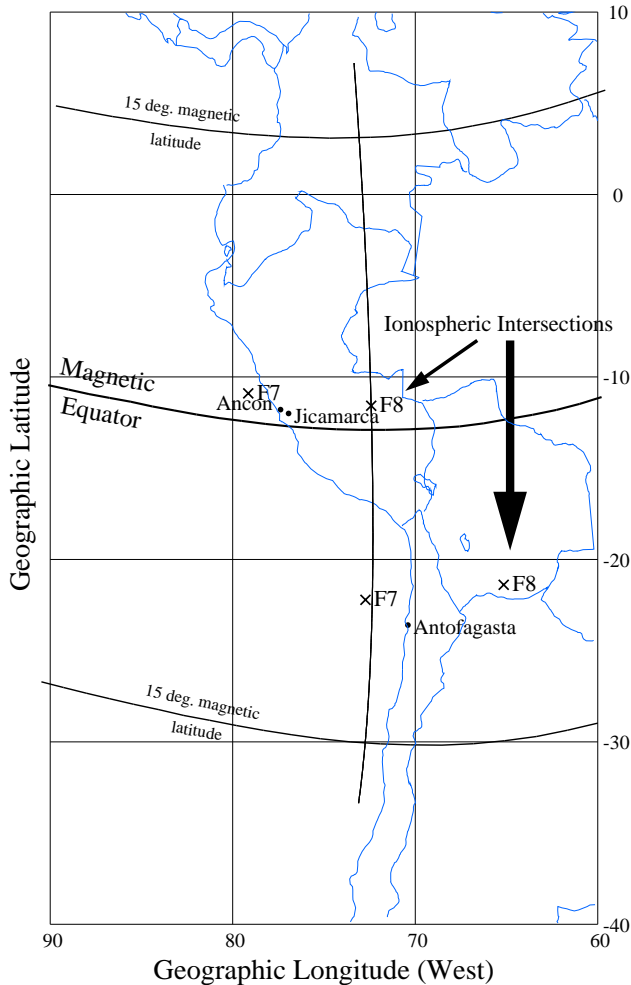 10
15 deg. magnetic
latitude
0
Ionospheric Intersections
Magnetic
-10
F7
Ancon
F8
Equator
Jicamarca
Geographic Latitude
-20
F8
F7
Antofagasta
15 deg. magnetic
latitude
-30
-40
90
80
70
60
Geographic Longitude (West)